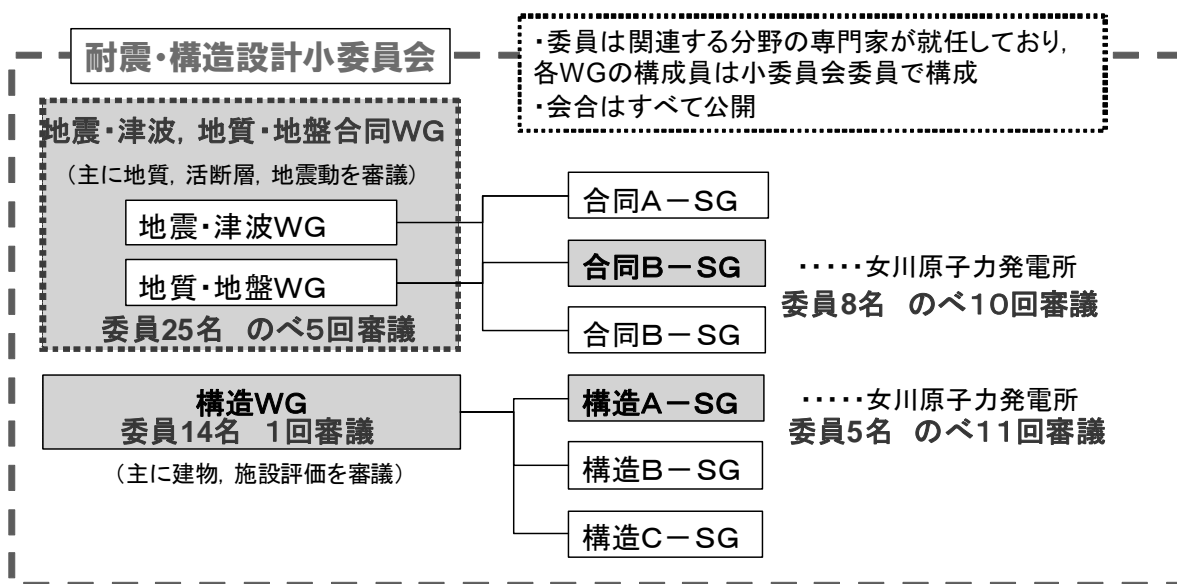 耐震・構造設計小委員会
・委員は関連する分野の専門家が就任しており,
各WGの構成員は小委員会委員で構成
・会合はすべて公開
地震・津波, 地質・地盤合同WG
(主に地質, 活断層, 地震動を審議)
地震・津波WG
地質・地盤WG
委員25名 のべ5回審議
合同A-SG
合同B-SG
・・・・・女川原子力発電所
委員8名 のべ10回審議
合同B-SG
構造WG
委員14名 1回審議
(主に建物, 施設評価を審議)
構造A-SG
・・・・・女川原子力発電所
委員5名 のべ11回審議
構造B-SG
構造C-SG